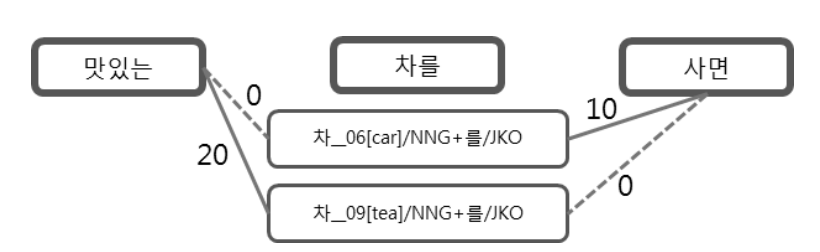 맛있는 차를 사면
0 10
차__06[car]/NNG+를/JKO
20
차__09[tea]/NNG+를/JKO
0